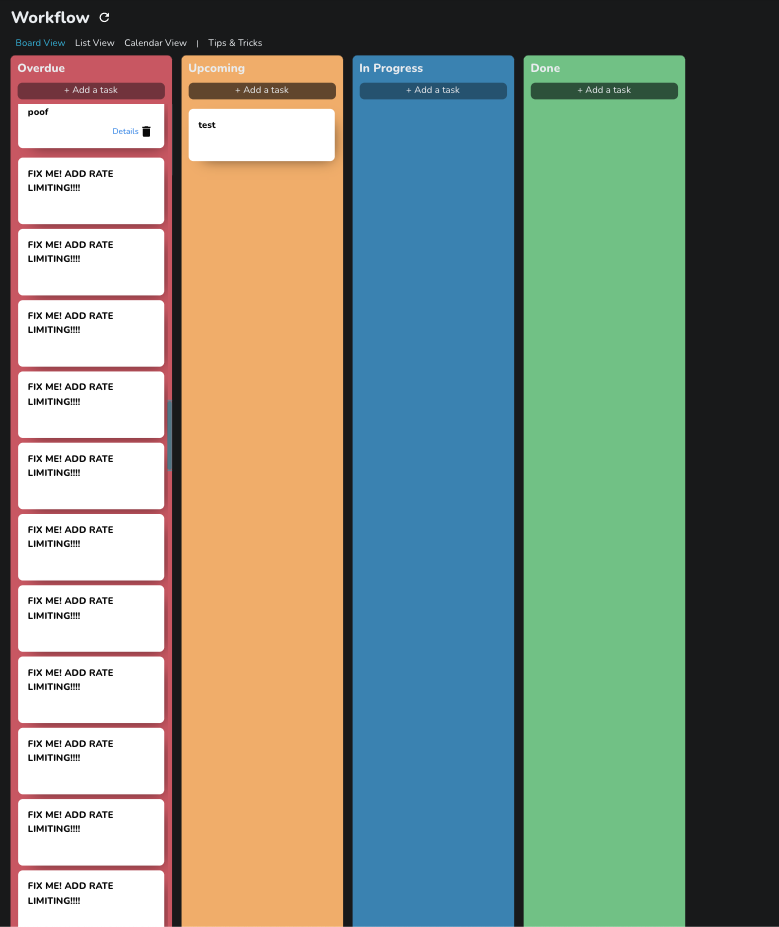 Workflow
Board View List View Calendar View | Tips & Tricks
Overdue
+ Add a task
poof
Details
FIX ME! ADD RATE
LIMITING!!!!
FIX ME! ADD RATE
LIMITING!!!!
FIX ME! ADD RATE
LIMITING!!!!
FIX ME! ADD RATE
LIMITING!!!!
FIX ME! ADD RATE
LIMITING!!!!
FIX ME! ADD RATE
LIMITING!!!!
FIX ME! ADD RATE
LIMITING!!!!
FIX ME! ADD RATE
LIMITING!!!!
FIX ME! ADD RATE
LIMITING!!!!
FIX ME! ADD RATE
LIMITING!!!!
FIX ME! ADD RATE
LIMITING!!!!
Upcoming
+ Add a task
test
In Progress
+ Add a task
Done
+ Add a task